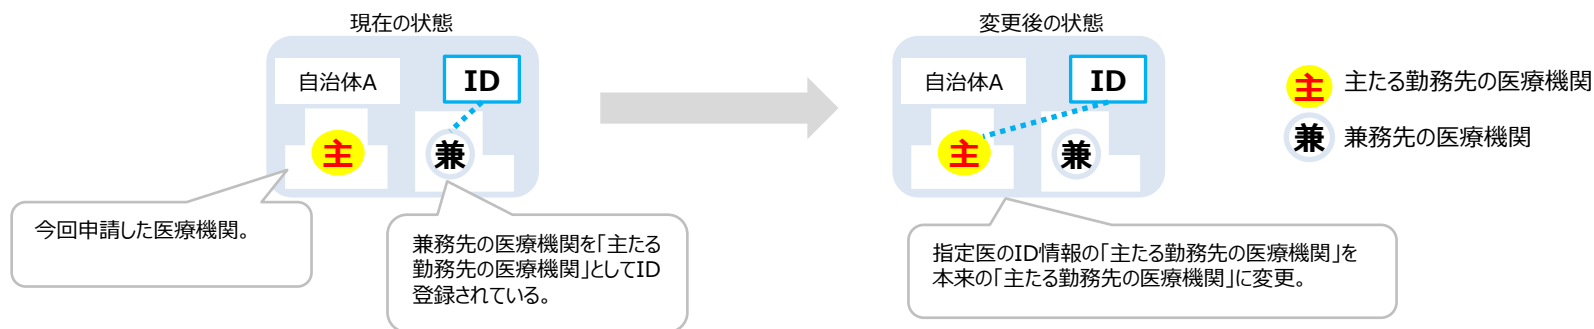 現在の状態
自治体A
ID
主
兼
今回申請した医療機関。
兼務先の医療機関を「主たる
勤務先の医療機関」としてID
登録されている。
変更後の状態
自治体A
ID
主
兼
指定医のID情報の「主たる勤務先の医療機関」を
本来の「主たる勤務先の医療機関」に変更。
主 主たる勤務先の医療機関
兼 兼務先の医療機関